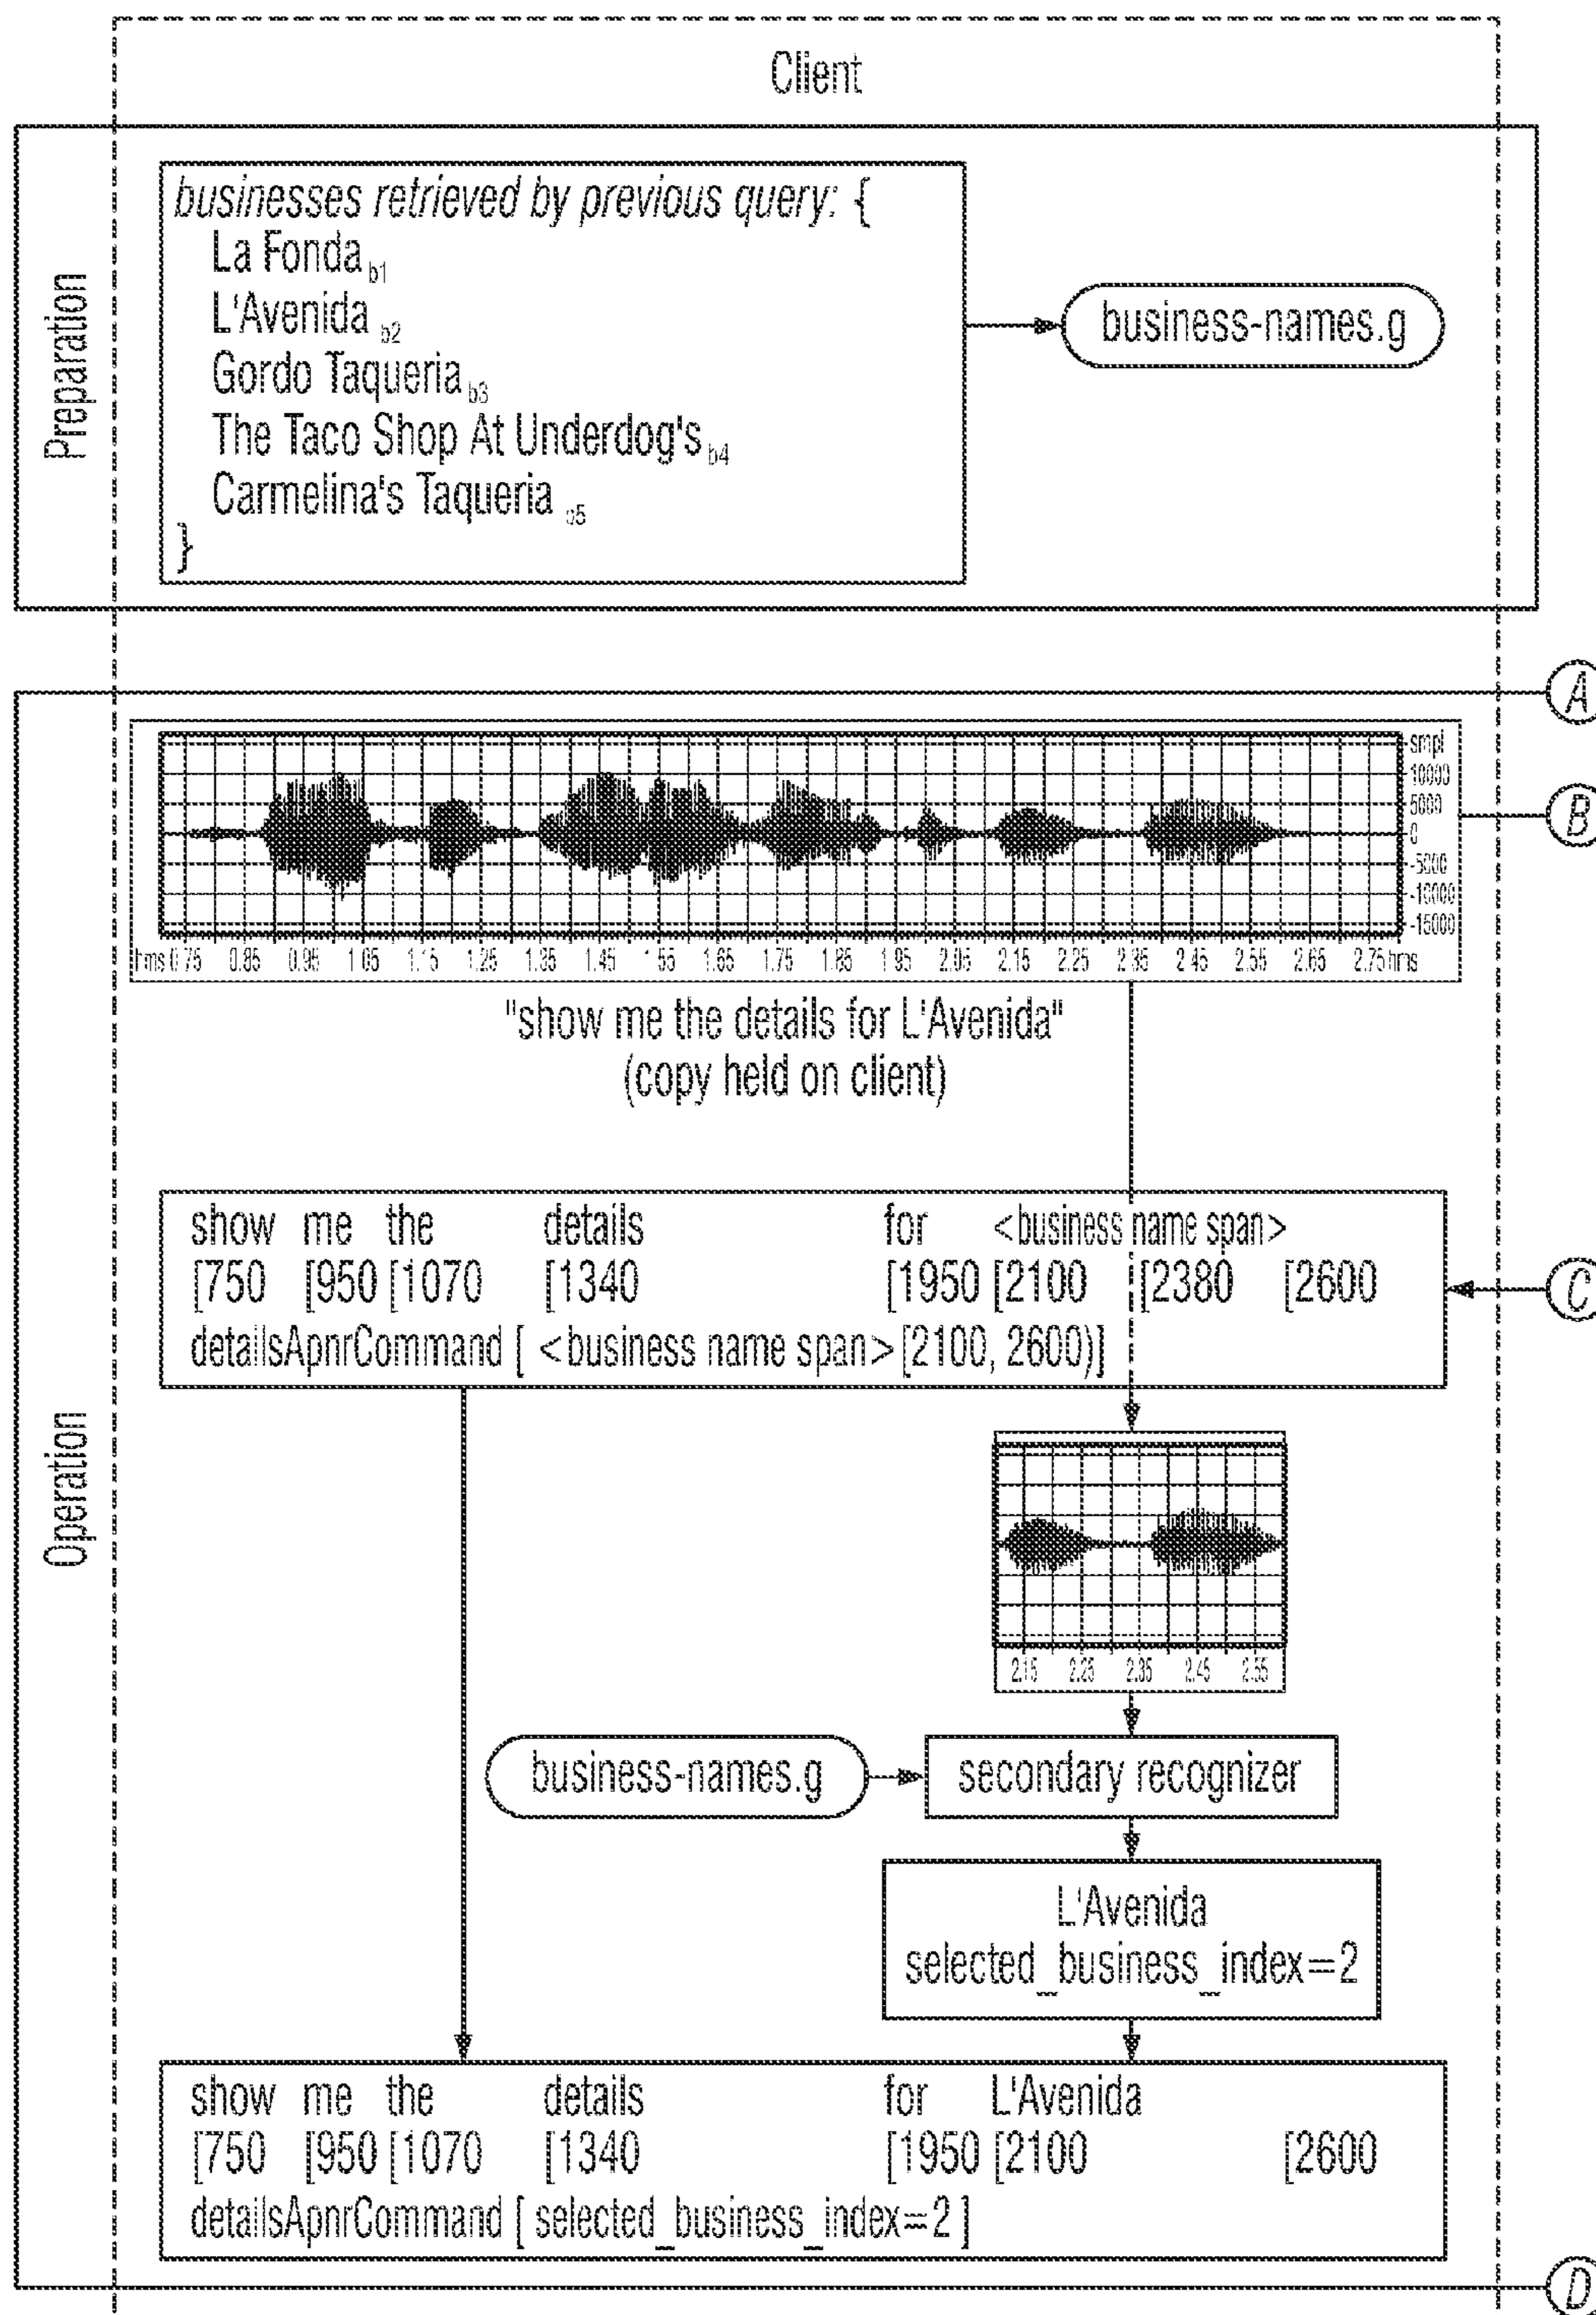 Client
Preparation
businesses retrieved by previous query: {
La Fonda b1
L'Avenida b2
Gordo Taqueria b3
The Taco Shop At Underdog's b4
Carmelina's Taqueria b5
}
business-names.g
A
Operation
smpl
10000
5000
0
-5000
-10000
-15000
hms 0.75 0.85 0.95 1.05 1.15 1.25 1.35 1.45 1.55 1.65 1.75 1.85 1.95 2.05 2.15 2.25 2.35 2.45 2.55 2.65 2.75 hms
B
"show me the details for L'Avenida"
(copy held on client)
show me the details for <business name span>
[750 [950 [1070 [1340 [1950 [2100 [2380 [2600
detailsApnrCommand [ <business name span> [2100, 2600)]
C
2.15 2.25 2.35 2.45 2.55
business-names.g
secondary recognizer
L'Avenida
selected_business_index=2
show me the details for L'Avenida
[750 [950 [1070 [1340 [1950 [2100 [2600
detailsApnrCommand [ selected_business_index=2 ]
D